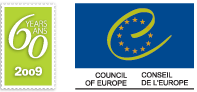 60
YEARS
ANS
2009
COUNCIL
OF EUROPE
CONSEIL
DE L'EUROPE